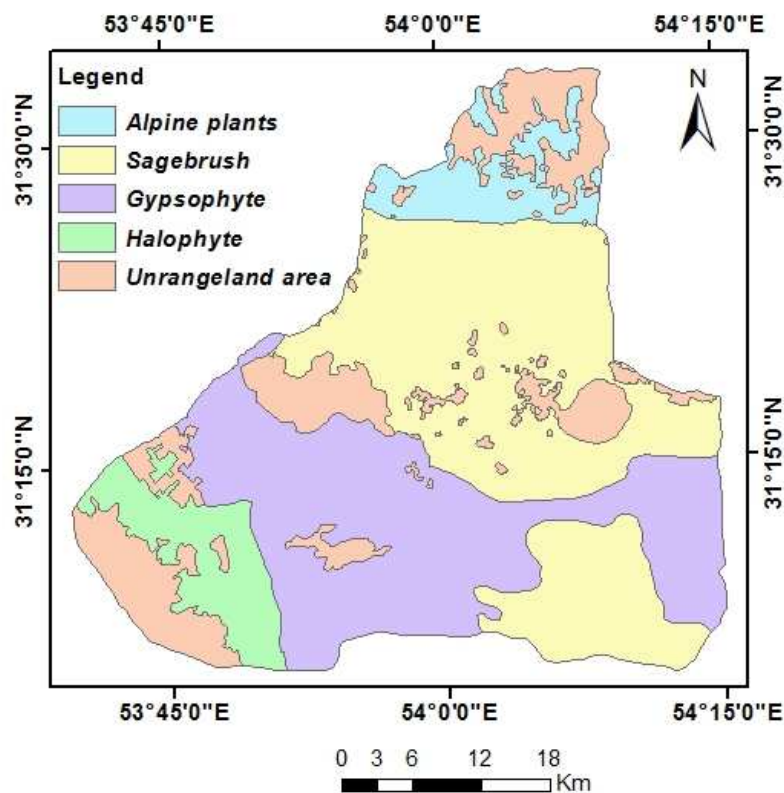 53°45'0"E 54°0'0"E 54°15'0"E
Legend
N
Alpine plants
31°30'0"N
31°30'0"N
Sagebrush
Gypsophyte
Halophyte
Unrangeland area
31°15'0"N
31°15'0"N
53°45'0"E 54°0'0"E 54°15'0"E
0 3 6 12 18
Km